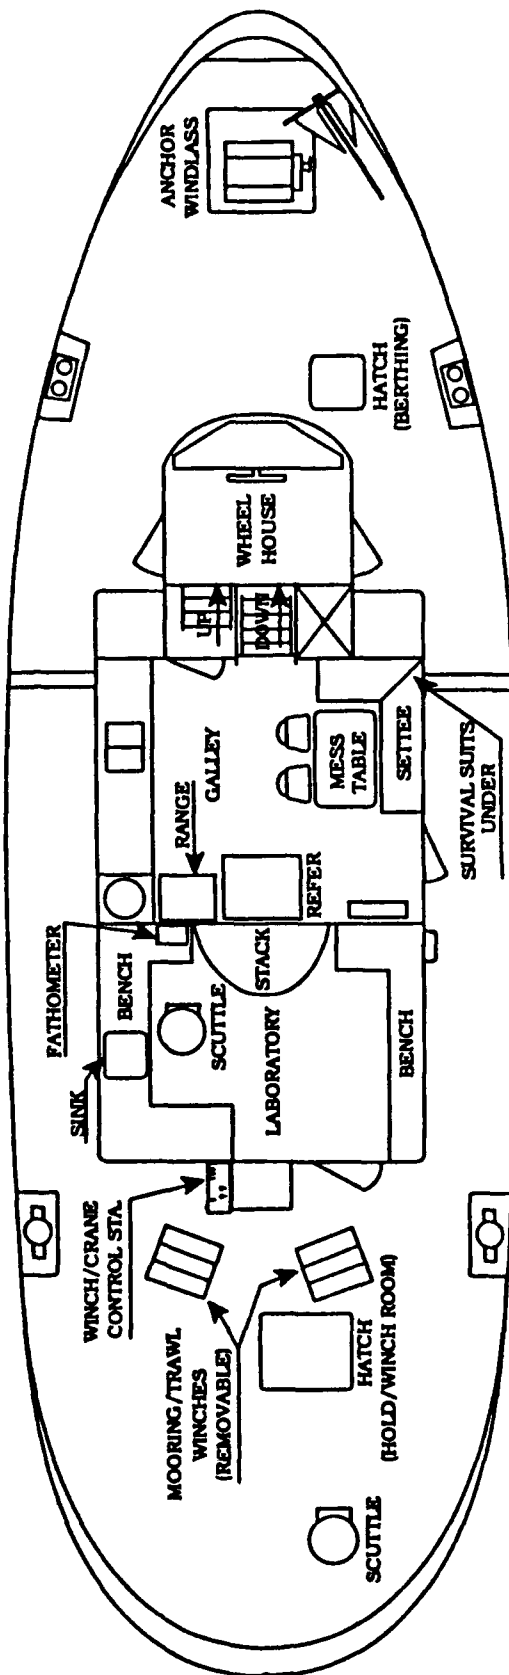 ANCHOR
WINDLASS
HATCH
(BERTHING)
WHEEL
HOUSE
UP
DOWN
GALLEY
RANGE
MESS
TABLE
SETTEE
SURVIVAL SUITS
UNDER
REFER
FATHOMETER
BENCH
SINK
STACK
SCUTTLE
LABORATORY
BENCH
WINCH/CRANE
CONTROL STA.
MOORING/TRAWL
WINCHES
(REMOVABLE)
HATCH
(HOLD/WINCH ROOM)
SCUTTLE